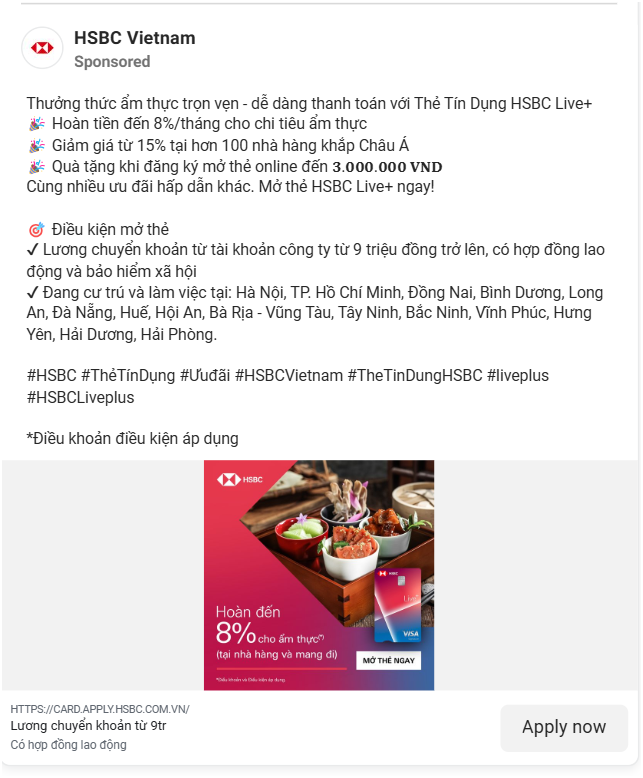 HSBC Vietnam
Sponsored
Thưởng thức ẩm thực trọn vẹn - dễ dàng thanh toán với Thẻ Tín Dụng HSBC Live+
🎉 Hoàn tiền đến 8%/tháng cho chi tiêu ẩm thực
🎉 Giảm giá từ 15% tại hơn 100 nhà hàng khắp Châu Á
🎉 Quà tặng khi đăng ký mở thẻ online đến 𝟑.𝟎𝟎𝟎.𝟎𝟎𝟎 𝐕𝐍𝐃
Cùng nhiều ưu đãi hấp dẫn khác. Mở thẻ HSBC Live+ ngay!
🎯 Điều kiện mở thẻ
✔ Lương chuyển khoản từ tài khoản công ty từ 9 triệu đồng trở lên, có hợp đồng lao
động và bảo hiểm xã hội
✔ Đang cư trú và làm việc tại: Hà Nội, TP. Hồ Chí Minh, Đồng Nai, Bình Dương, Long
An, Đà Nẵng, Huế, Hội An, Bà Rịa - Vũng Tàu, Tây Ninh, Bắc Ninh, Vĩnh Phúc, Hưng
Yên, Hải Dương, Hải Phòng.
#HSBC #ThẻTínDụng #Ưuđãi #HSBCVietnam #TheTinDungHSBC #liveplus
#HSBCLiveplus
*Điều khoản điều kiện áp dụng
HSBC
HSBC
Live+
VISA
Hoàn đến
8% cho ẩm thực(*)
(tại nhà hàng và mang đi)
MỞ THẺ NGAY
*Điều khoản và Điều kiện áp dụng
HTTPS://CARD.APPLY.HSBC.COM.VN/
Lương chuyển khoản từ 9tr
Có hợp đồng lao động
Apply now